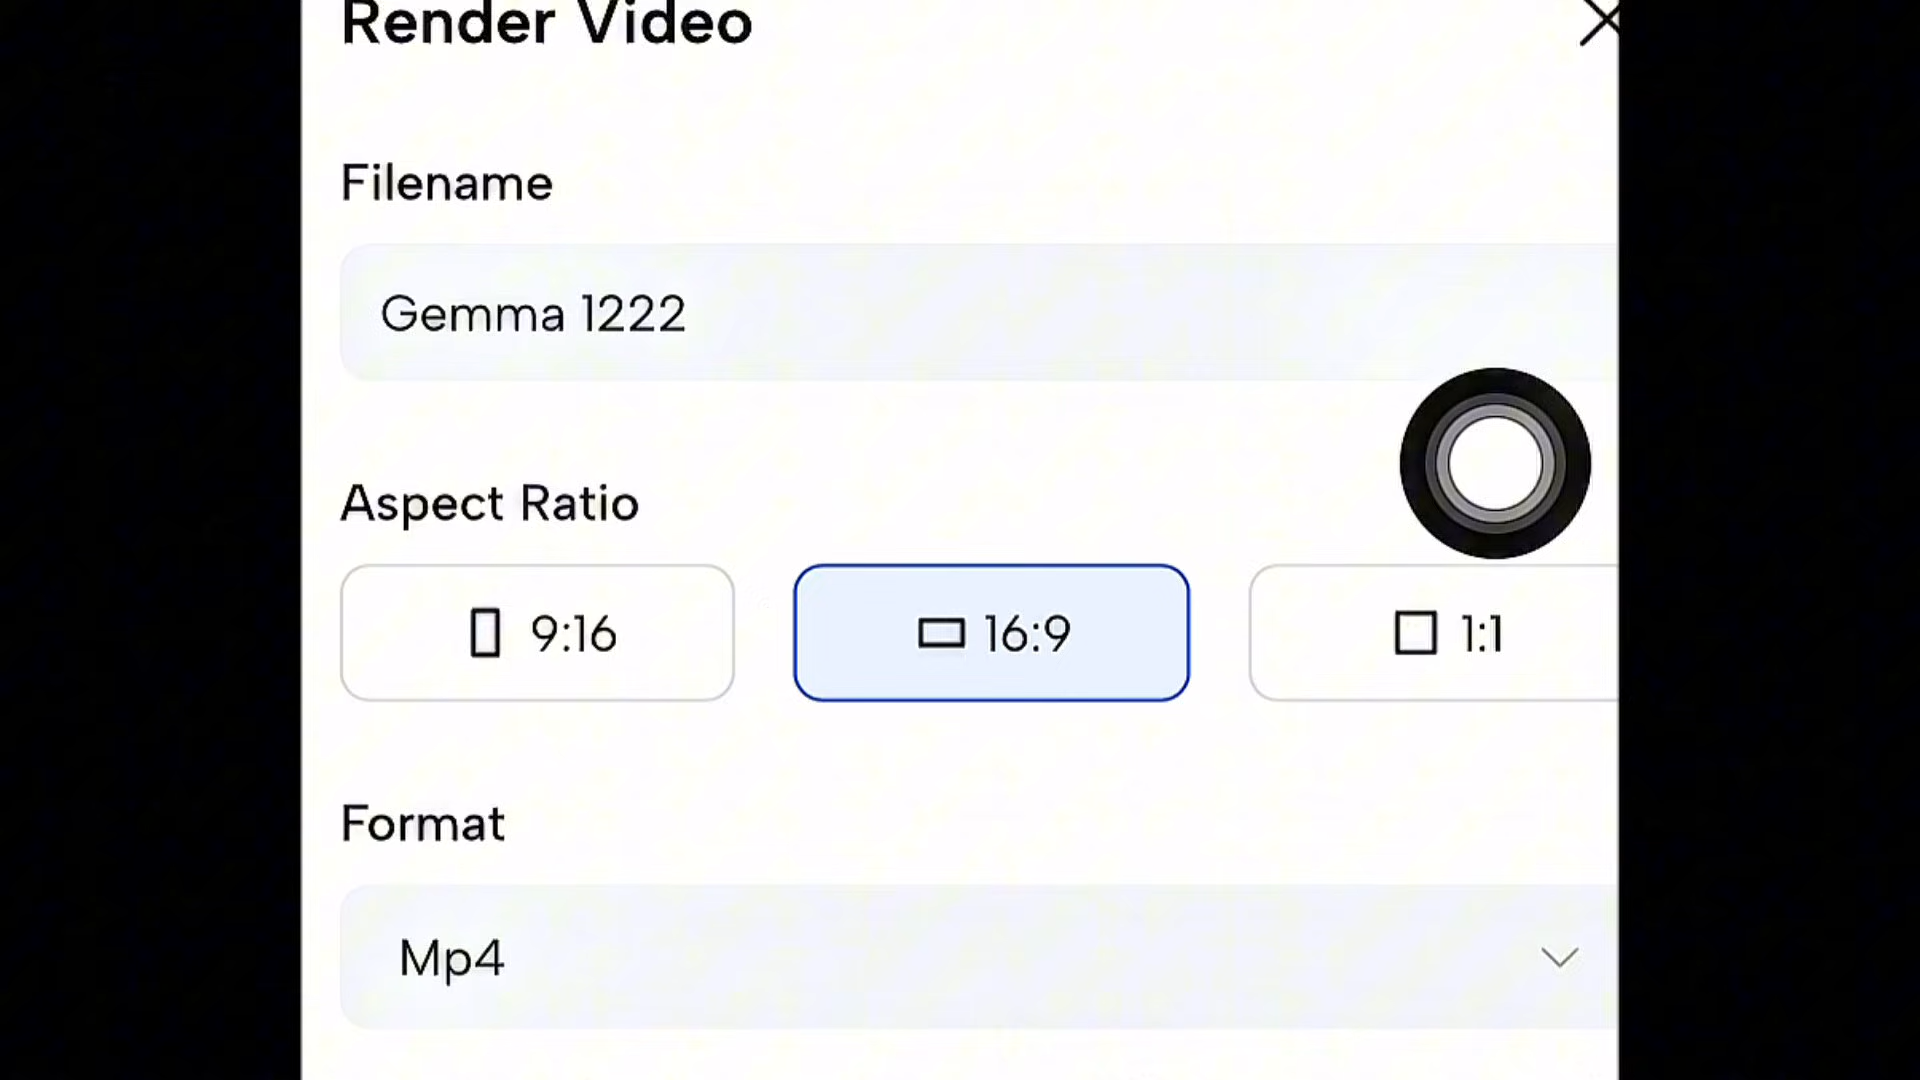 Render Video
Filename
Gemma 1222
Aspect Ratio
9:16 16:9 1:1
Format
Mp4